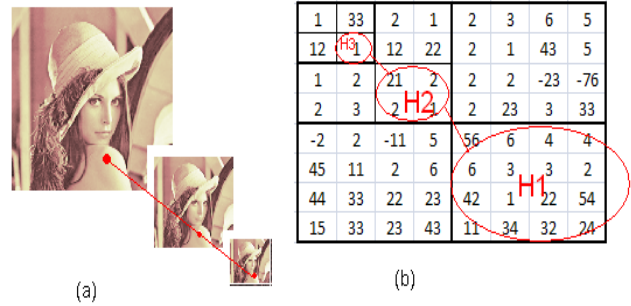 1 33 2 1 2 3 6 5
12 H3 1 12 22 2 1 43 5
1 2 21 2 2 2 -23 -76
H2
2 3 2 1 2 23 3 33
-2 2 -11 5 56 6 4 4
45 11 2 6 6 3 3 2
H1
44 33 22 23 42 1 22 54
15 33 23 43 11 34 32 24
(a) (b)